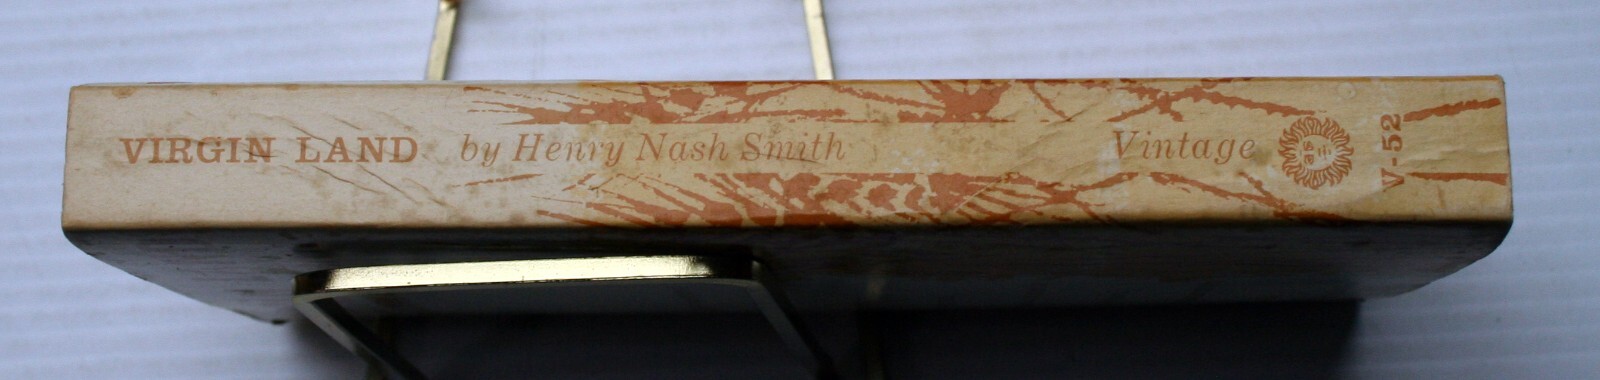 VIRGIN LAND by Henry Nash Smith Vintage
V-52